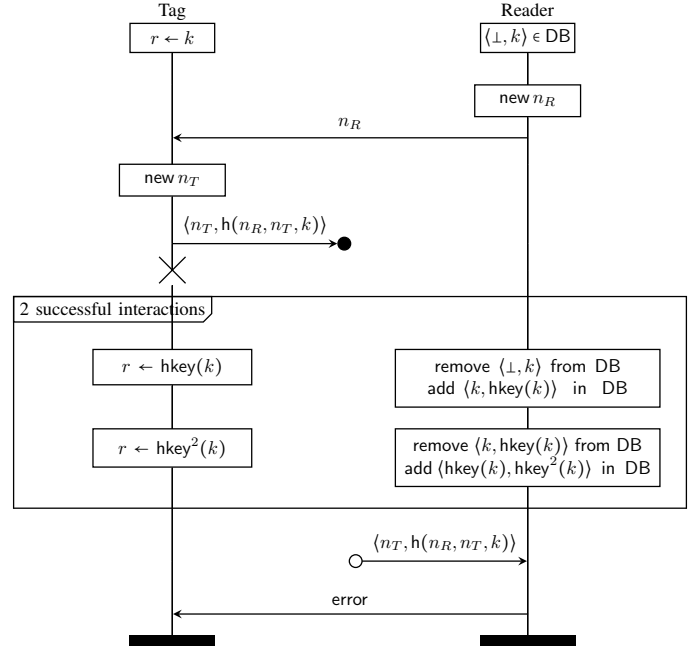 Tag
Reader
r ← k
⟨⊥, k⟩ ∈ DB
new n_R
n_R
new n_T
⟨n_T, h(n_R, n_T, k)⟩
2 successful interactions
r ← hkey(k)
remove ⟨⊥, k⟩ from DB
add ⟨k, hkey(k)⟩ in DB
r ← hkey²(k)
remove ⟨k, hkey(k)⟩ from DB
add ⟨hkey(k), hkey²(k)⟩ in DB
⟨n_T, h(n_R, n_T, k)⟩
error